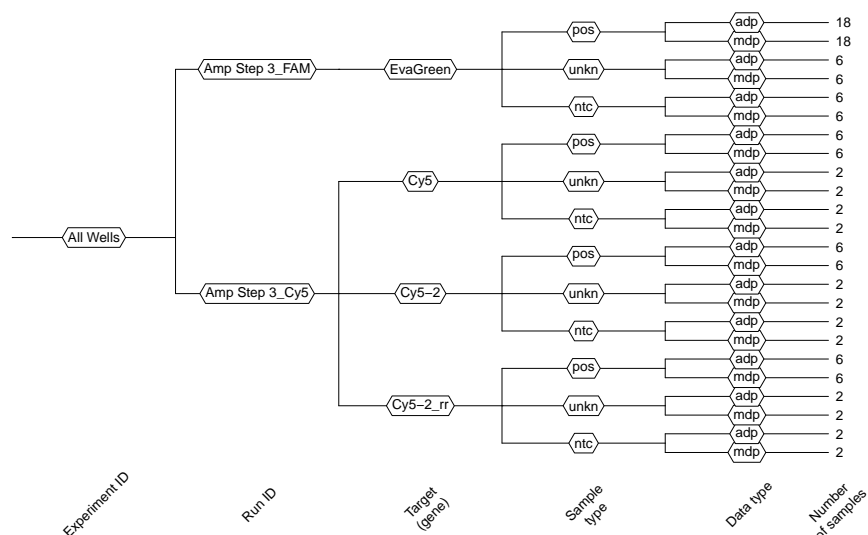 adp 18
pos
mdp 18
Amp Step 3_FAM EvaGreen unkn adp 6
mdp 6
adp 6
ntc
mdp 6
adp 6
pos
mdp 6
Cy5 unkn adp 2
mdp 2
adp 2
ntc
mdp 2
All Wells
adp 6
pos
mdp 6
Amp Step 3_Cy5 Cy5−2 unkn adp 2
mdp 2
adp 2
ntc
mdp 2
adp 6
pos
mdp 6
Cy5−2_rr unkn adp 2
mdp 2
adp 2
ntc
mdp 2
Experiment ID
Run ID
Target
(gene)
Sample
type
Data type
Number
of samples